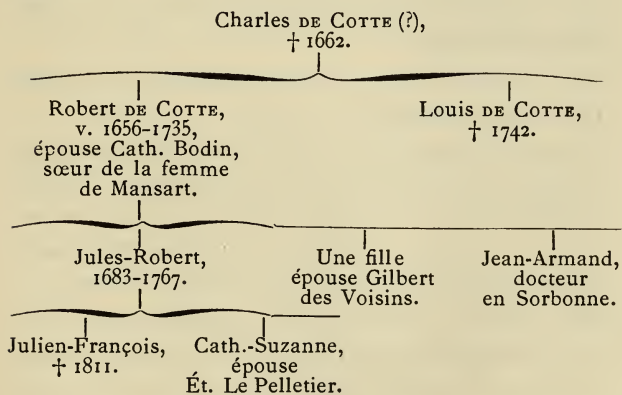 Charles DE COTTE (?),
† 1662.
Robert DE COTTE,
v. 1656-1735,
épouse Cath. Bodin,
sœur de la femme
de Mansart.
Louis DE COTTE,
† 1742.
Jules-Robert,
1683-1767.
Une fille
épouse Gilbert
des Voisins.
Jean-Armand,
docteur
en Sorbonne.
Julien-François,
† 1811.
Cath.-Suzanne,
épouse
Ét. Le Pelletier.